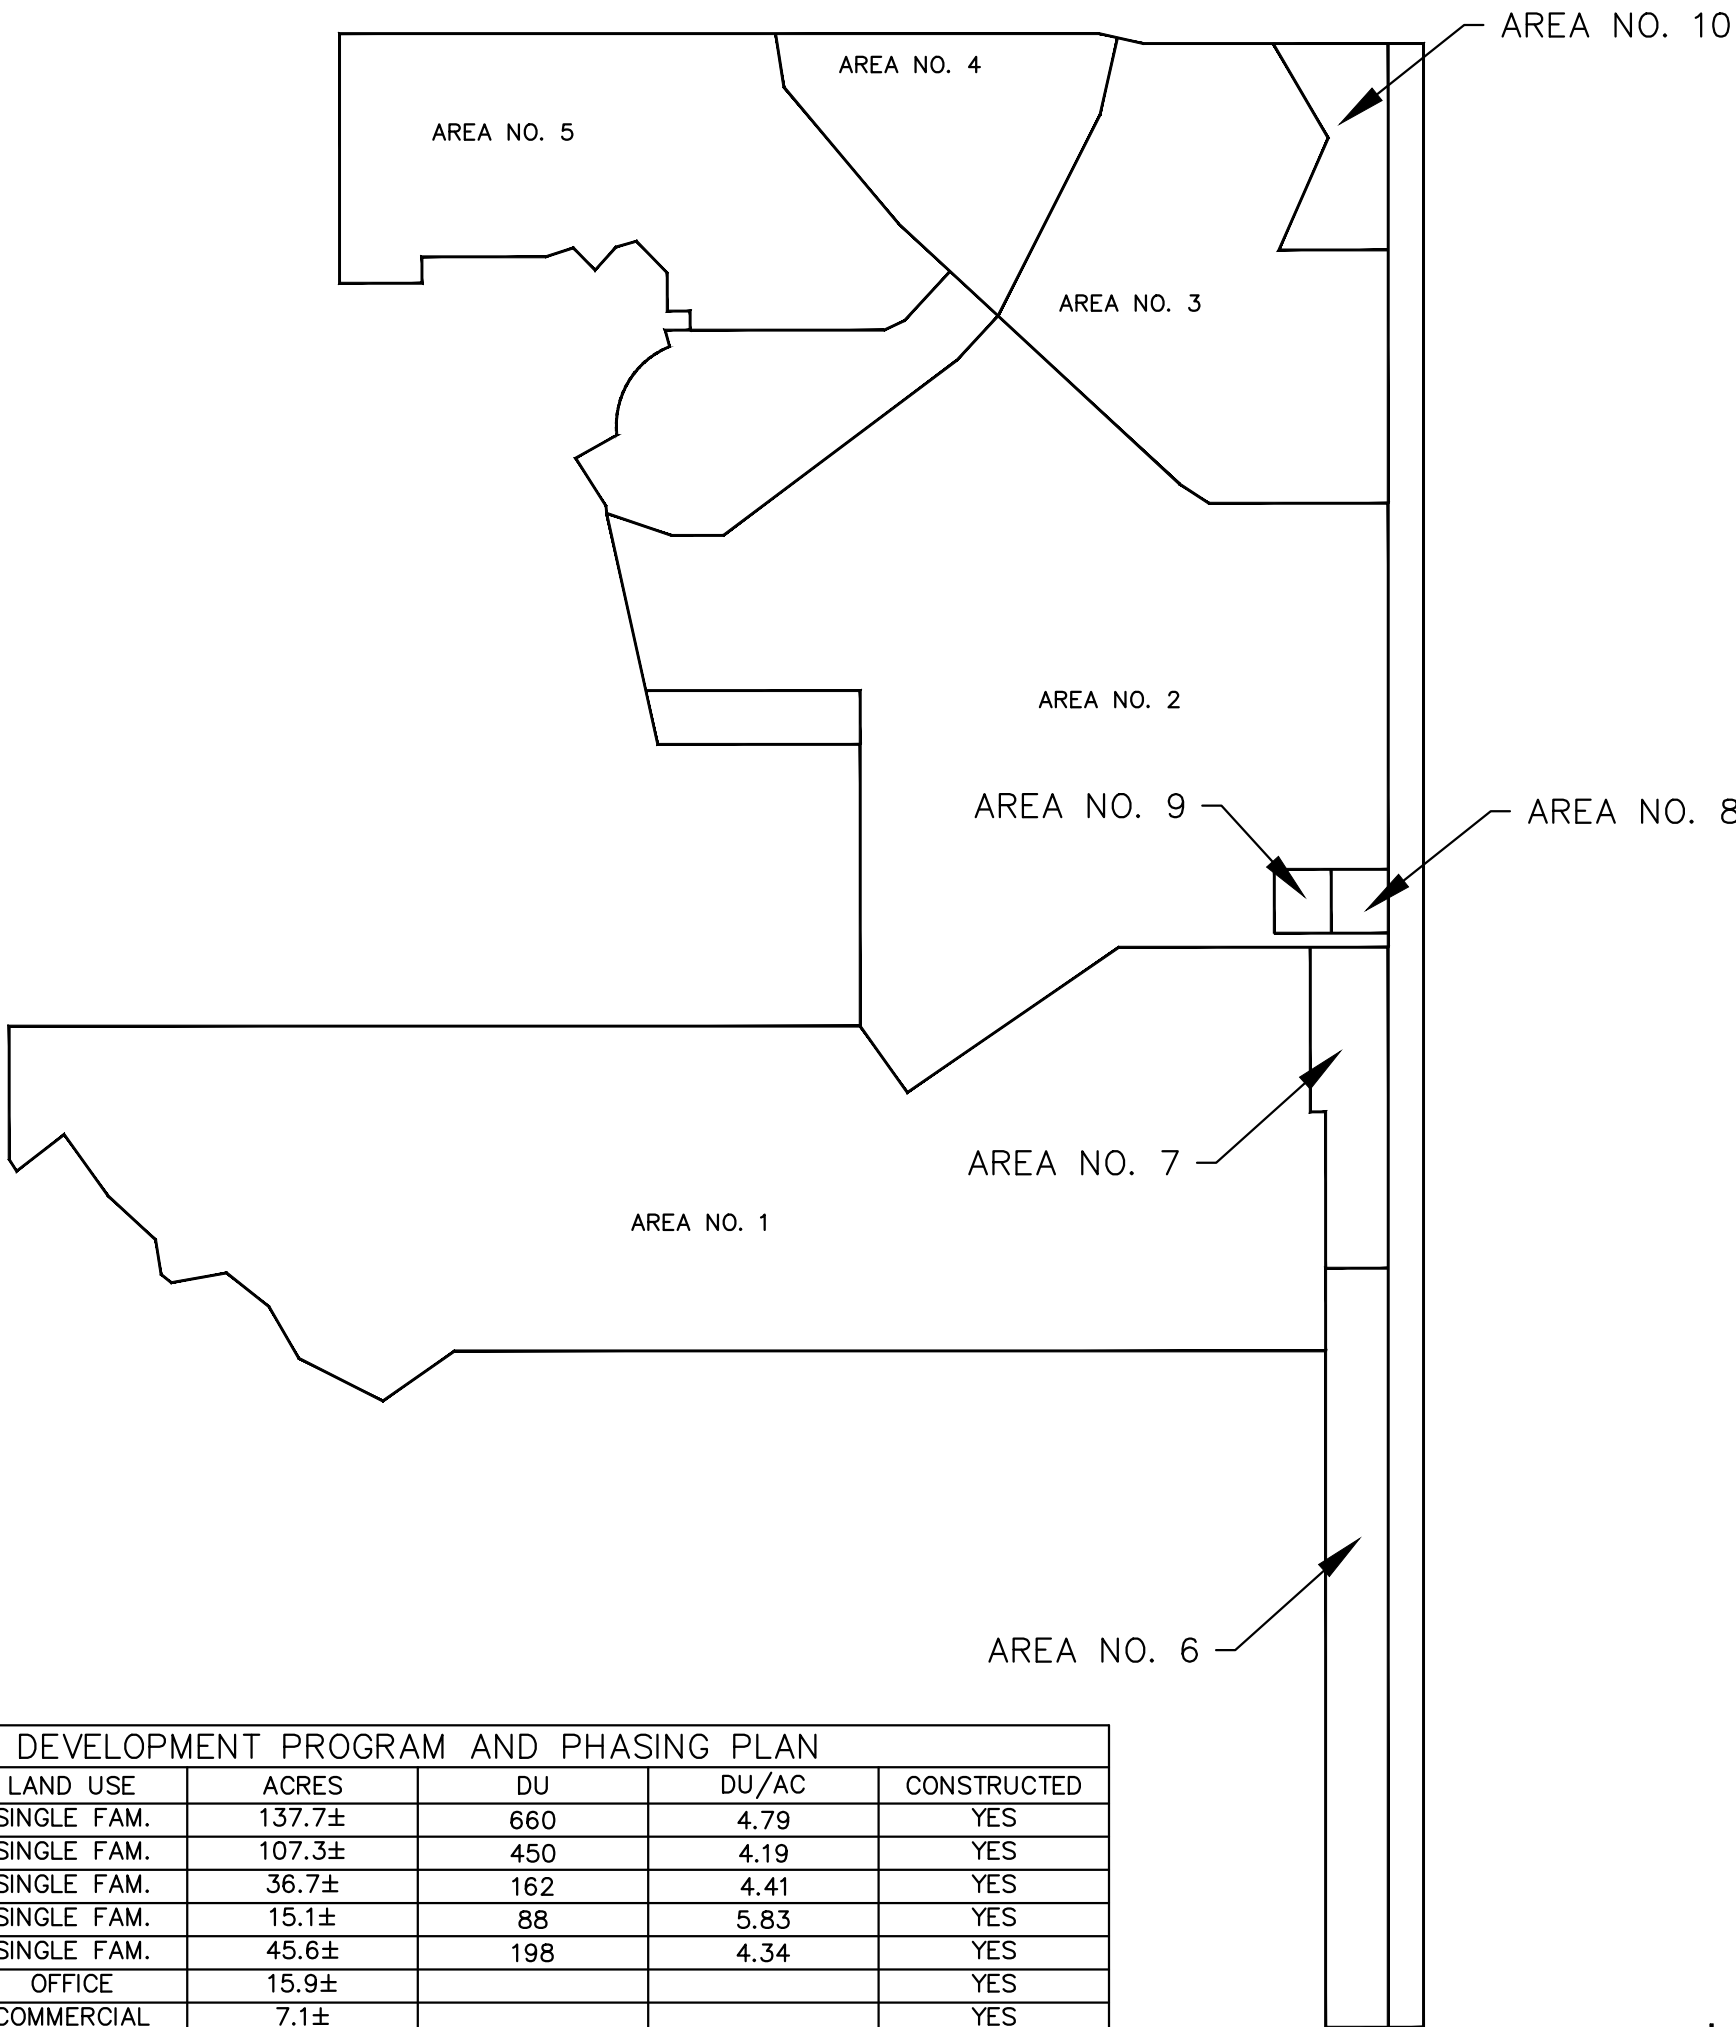 AREA NO. 10
AREA NO. 4
AREA NO. 5
AREA NO. 3
AREA NO. 2
AREA NO. 9
AREA NO. 8
AREA NO. 7
AREA NO. 1
AREA NO. 6
DEVELOPMENT PROGRAM AND PHASING PLAN
LAND USE ACRES DU DU/AC CONSTRUCTED
SINGLE FAM. 137.7± 660 4.79 YES
SINGLE FAM. 107.3± 450 4.19 YES
SINGLE FAM. 36.7± 162 4.41 YES
SINGLE FAM. 15.1± 88 5.83 YES
SINGLE FAM. 45.6± 198 4.34 YES
OFFICE 15.9± YES
COMMERCIAL 7.1± YES